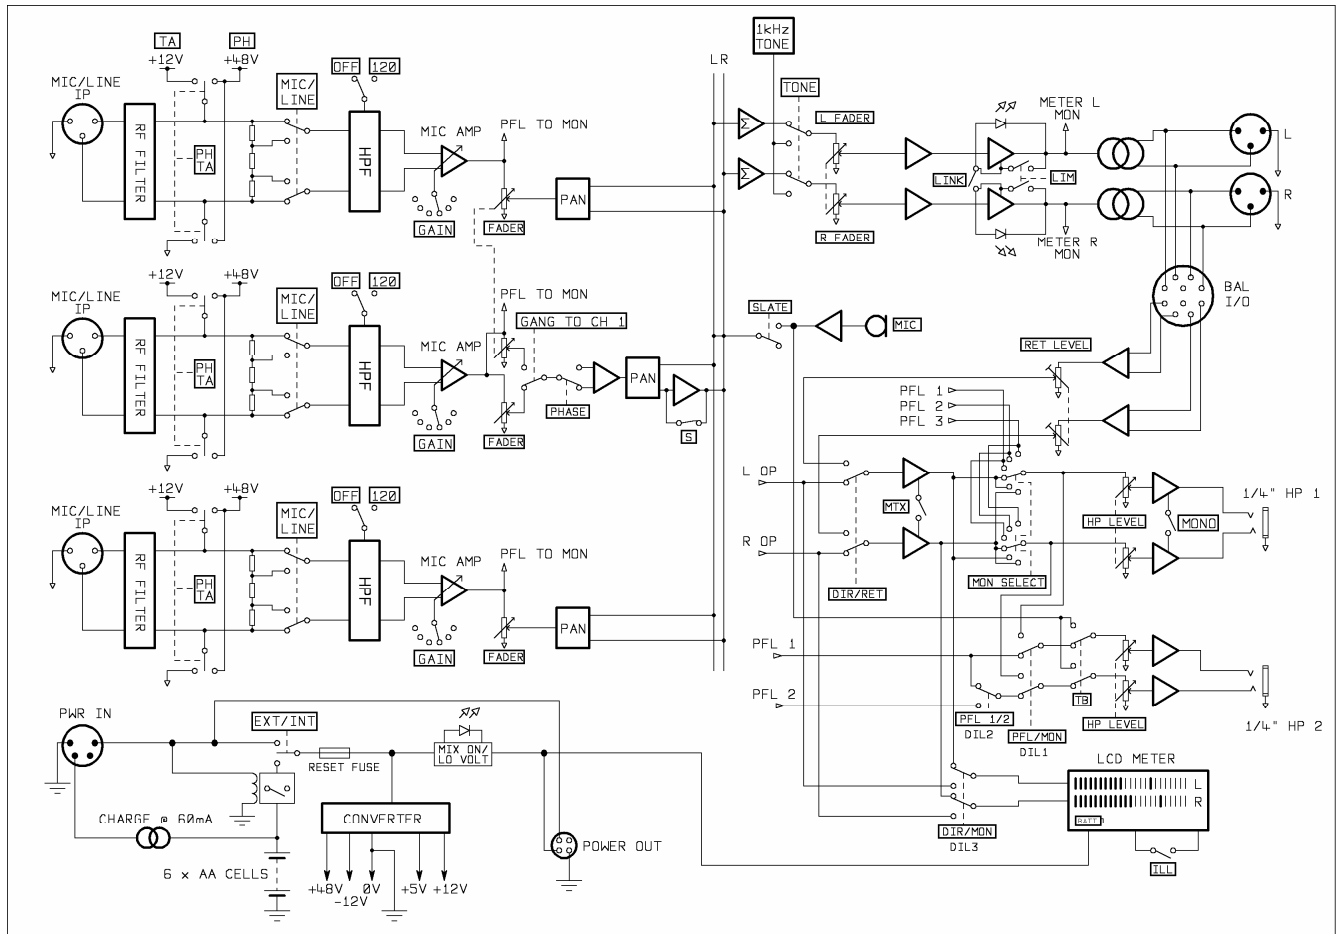 TA
PH
+12V
+48V
MIC/LINE
IP
RF FILTER
PH
TA
MIC/
LINE
OFF
120
HPF
MIC AMP
GAIN
PFL TO MON
FADER
PAN
L R
1kHz
TONE
TONE
Σ
Σ
L FADER
R FADER
LINK
LIM
METER L
MON
METER R
MON
L
R
BAL
I/O
+12V
+48V
MIC/LINE
IP
RF FILTER
PH
TA
MIC/
LINE
OFF
120
HPF
MIC AMP
GAIN
PFL TO MON
GANG TO CH 1
FADER
PHASE
PAN
S
SLATE
MIC
RET LEVEL
PFL 1
PFL 2
PFL 3
L OP
R OP
MTX
DIR/RET
MON SELECT
HP LEVEL
MONO
1/4" HP 1
+12V
+48V
MIC/LINE
IP
RF FILTER
PH
TA
MIC/
LINE
OFF
120
HPF
MIC AMP
GAIN
PFL TO MON
FADER
PAN
PFL 1
PFL 2
PFL 1/2
DIL2
PFL/MON
DIL1
TB
HP LEVEL
1/4" HP 2
PWR IN
EXT/INT
RESET FUSE
MIX ON/
LO VOLT
CHARGE @ 60mA
6 x AA CELLS
CONVERTER
+48V
-12V
0V
+5V
+12V
POWER OUT
DIR/MON
DIL3
LCD METER
L
R
BATT
ILL